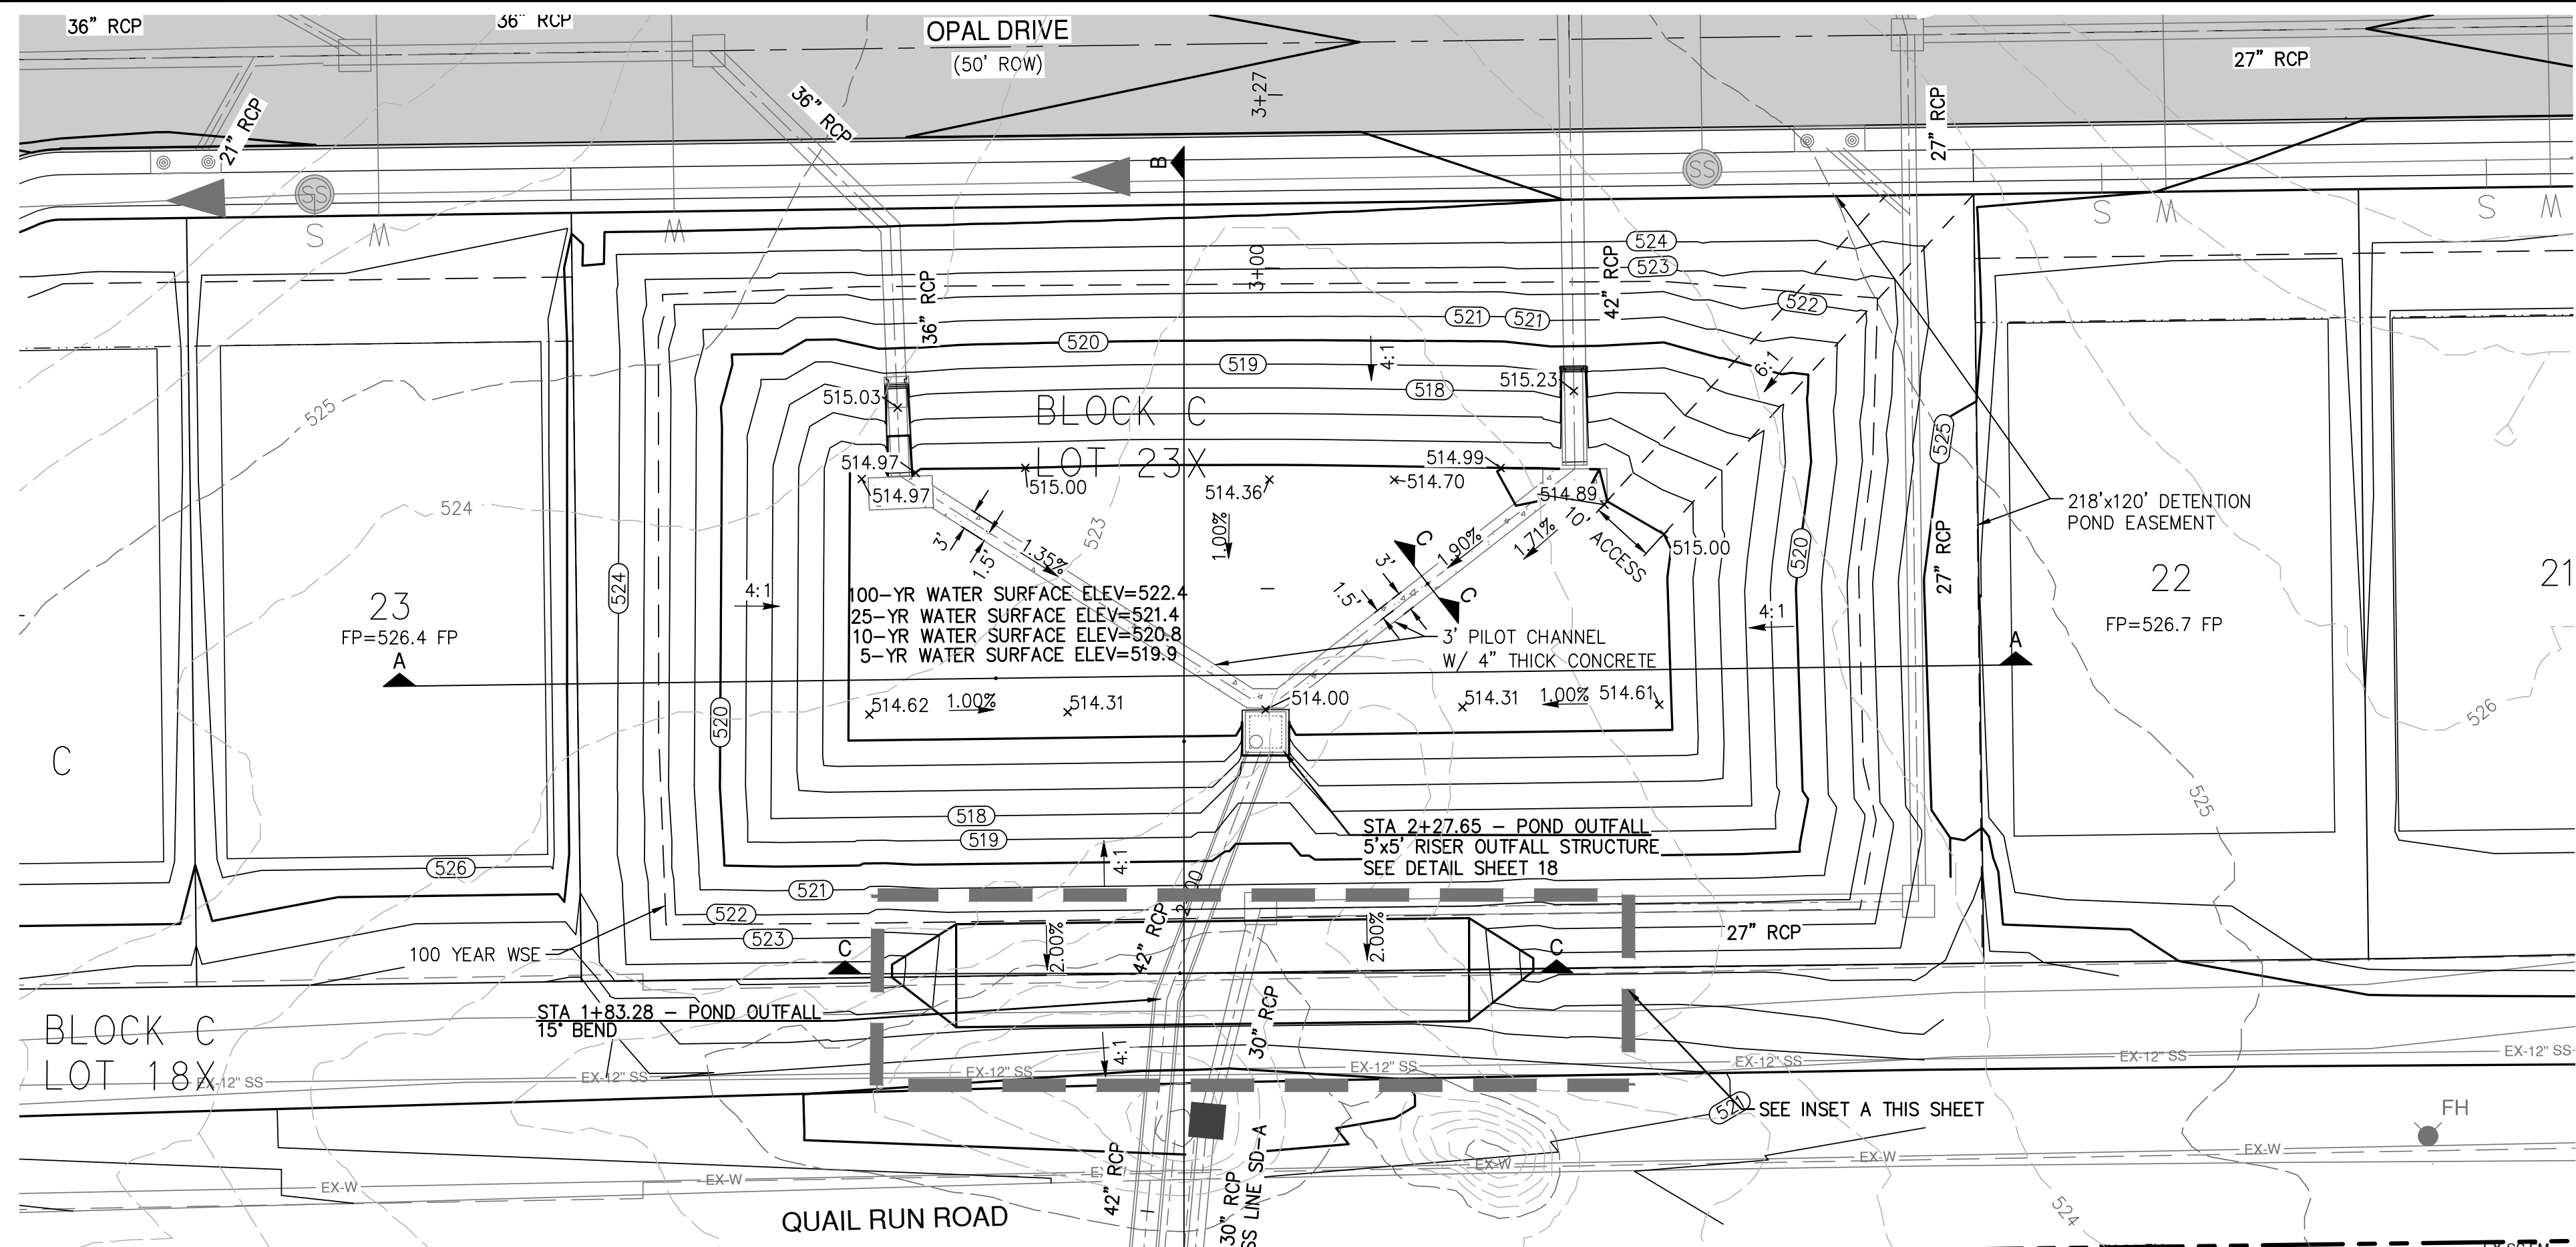 36" RCP
36" RCP
OPAL DRIVE
(50' ROW)
27" RCP
3+27
36" RCP
21" RCP
27" RCP
B
SS
SS
S
M
M
S
M
S
M
524
523
522
3+00
36" RCP
42" RCP
521
521
520
519
518
4:1
6:1
515.03
515.23
BLOCK C
LOT 23X
525
525
514.97
514.97
515.00
514.36
514.70
514.99
514.89
524
523
1.00%
3'
1.5'
1.35%
C
C
1.90%
1.71%
10' ACCESS
515.00
520
27" RCP
218'x120' DETENTION
POND EASEMENT
3'
1.5'
524
4:1
100-YR WATER SURFACE ELEV=522.4
25-YR WATER SURFACE ELEV=521.4
10-YR WATER SURFACE ELEV=520.8
5-YR WATER SURFACE ELEV=519.9
23
FP=526.4 FP
22
FP=526.7 FP
21
4:1
3' PILOT CHANNEL
W/ 4" THICK CONCRETE
A
A
520
514.62
1.00%
514.31
514.00
514.31
1.00%
514.61
526
C
525
518
519
STA 2+27.65 - POND OUTFALL
5'x5' RISER OUTFALL STRUCTURE
SEE DETAIL SHEET 18
526
4:1
521
522
523
2.00%
42" RCP
2.00%
27" RCP
100 YEAR WSE
C
C
STA 1+83.28 - POND OUTFALL
15° BEND
30" RCP
BLOCK C
LOT 18X
4:1
EX-12" SS
EX-12" SS
EX-12" SS
EX-12" SS
EX-12" SS
EX-12" SS
521
SEE INSET A THIS SHEET
FH
EX-W
EX-W
EX-W
EX-W
EX-W
42" RCP
30" RCP
SS LINE SD-A
QUAIL RUN ROAD
524